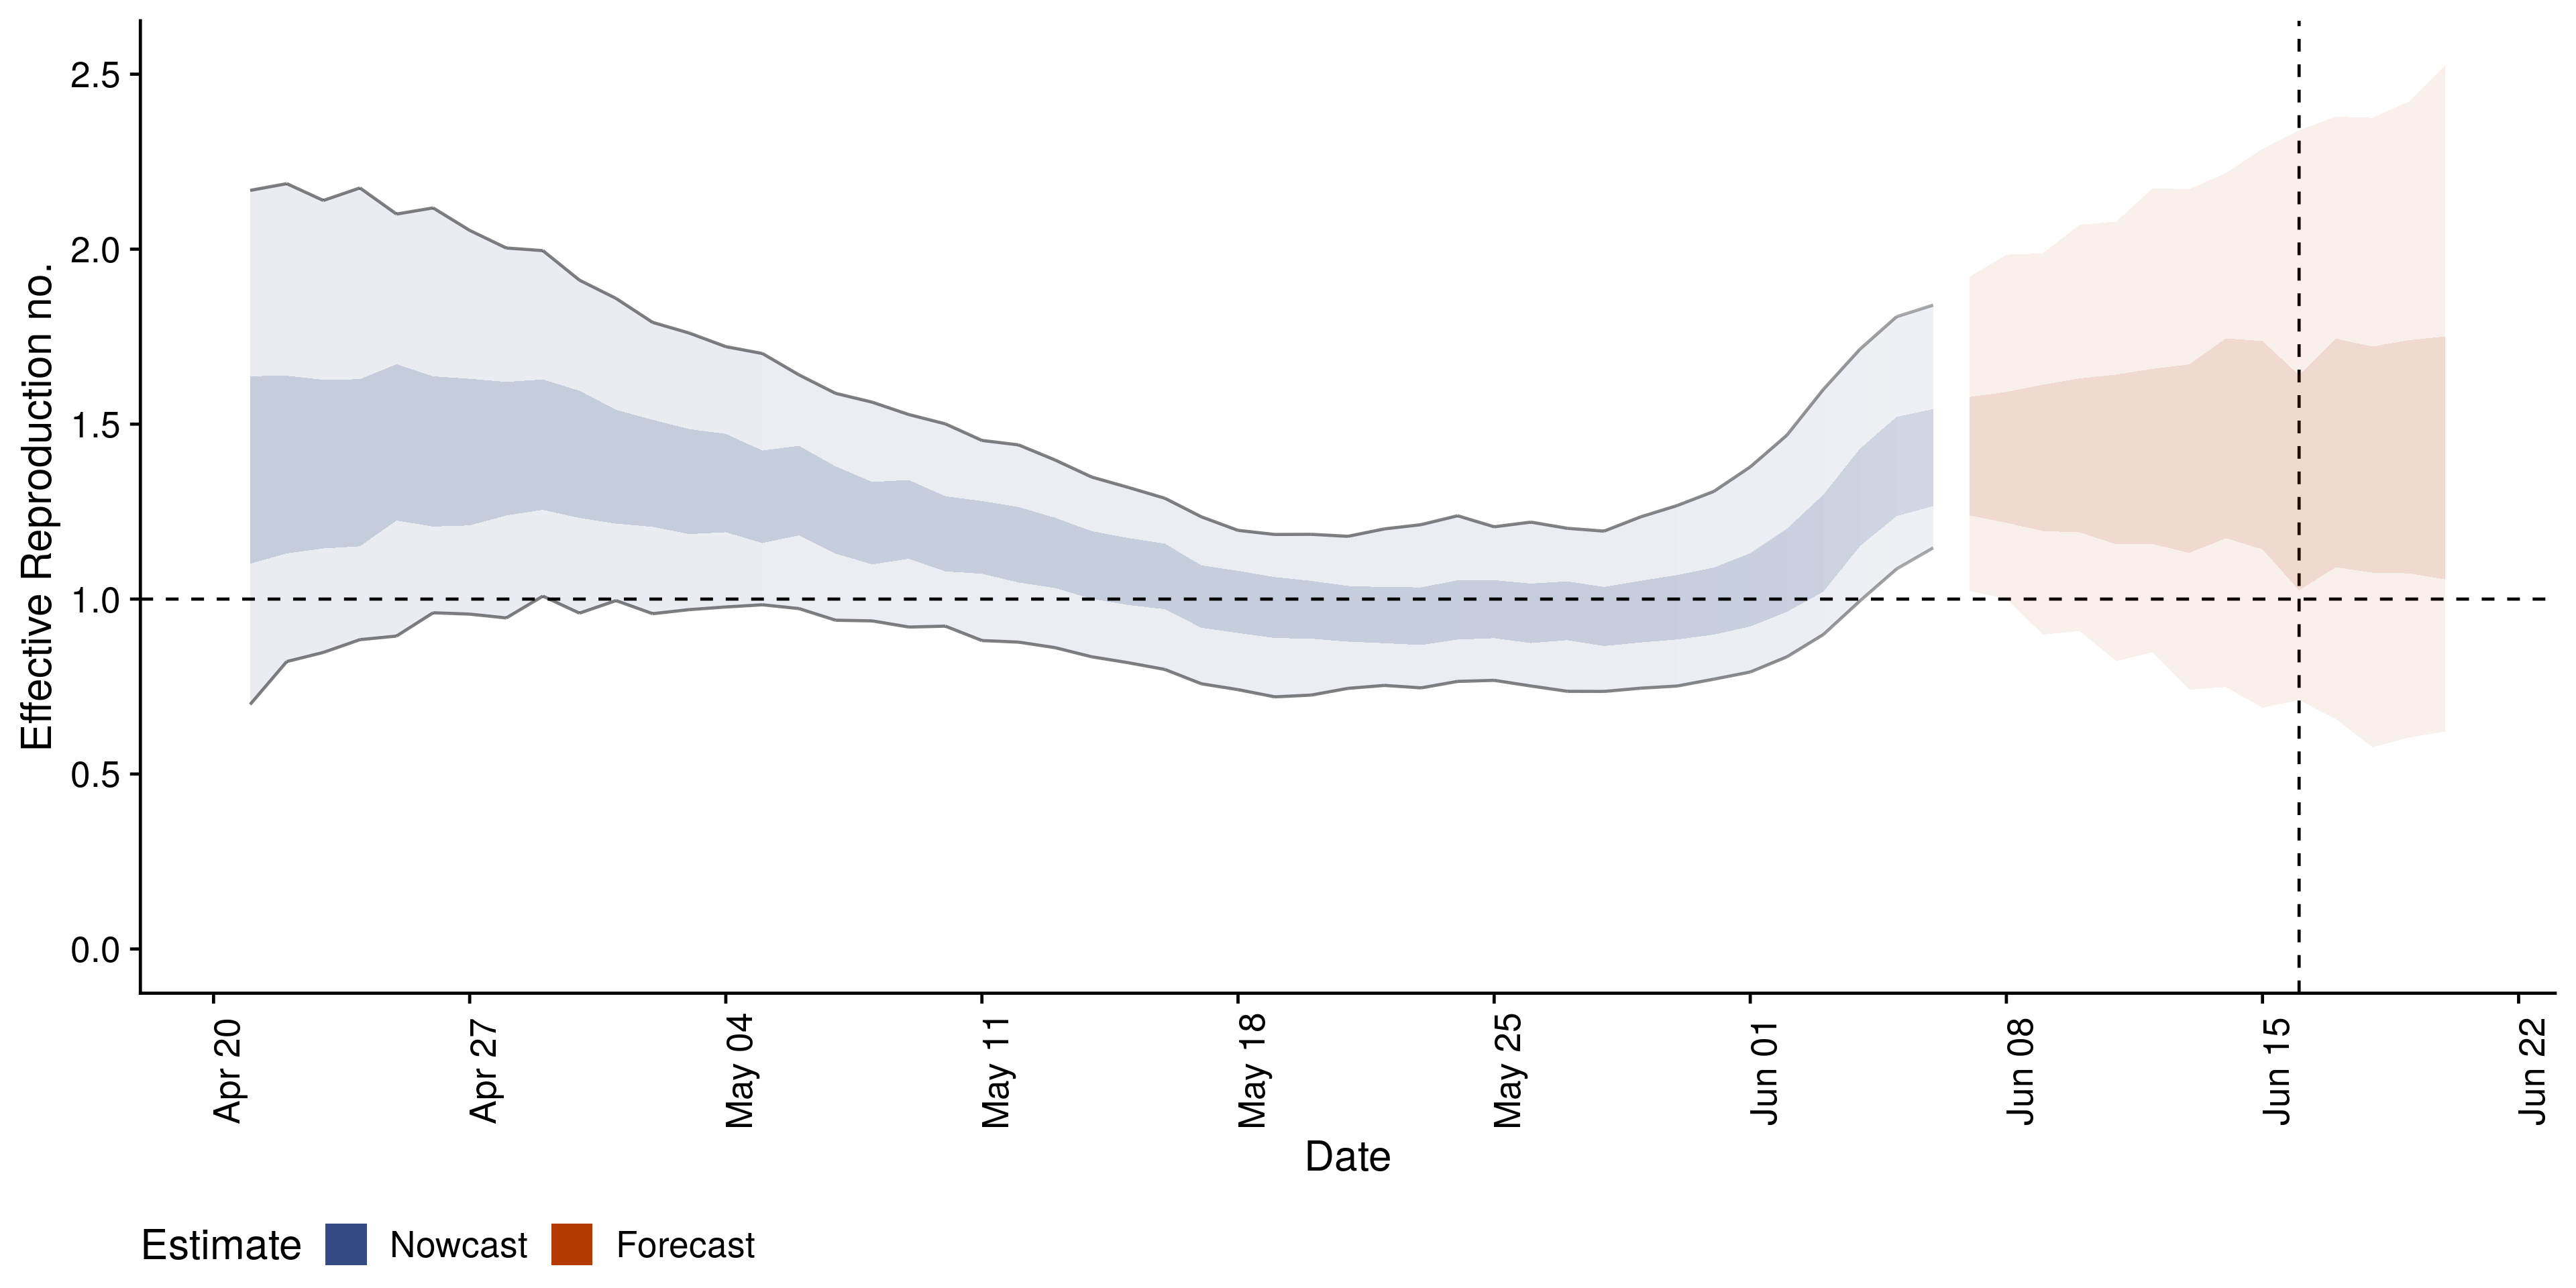 Effective Reproduction no.
2.5
2.0
1.5
1.0
0.5
0.0
Apr 20
Apr 27
May 04
May 11
May 18
May 25
Jun 01
Jun 08
Jun 15
Jun 22
Date
Estimate Nowcast Forecast